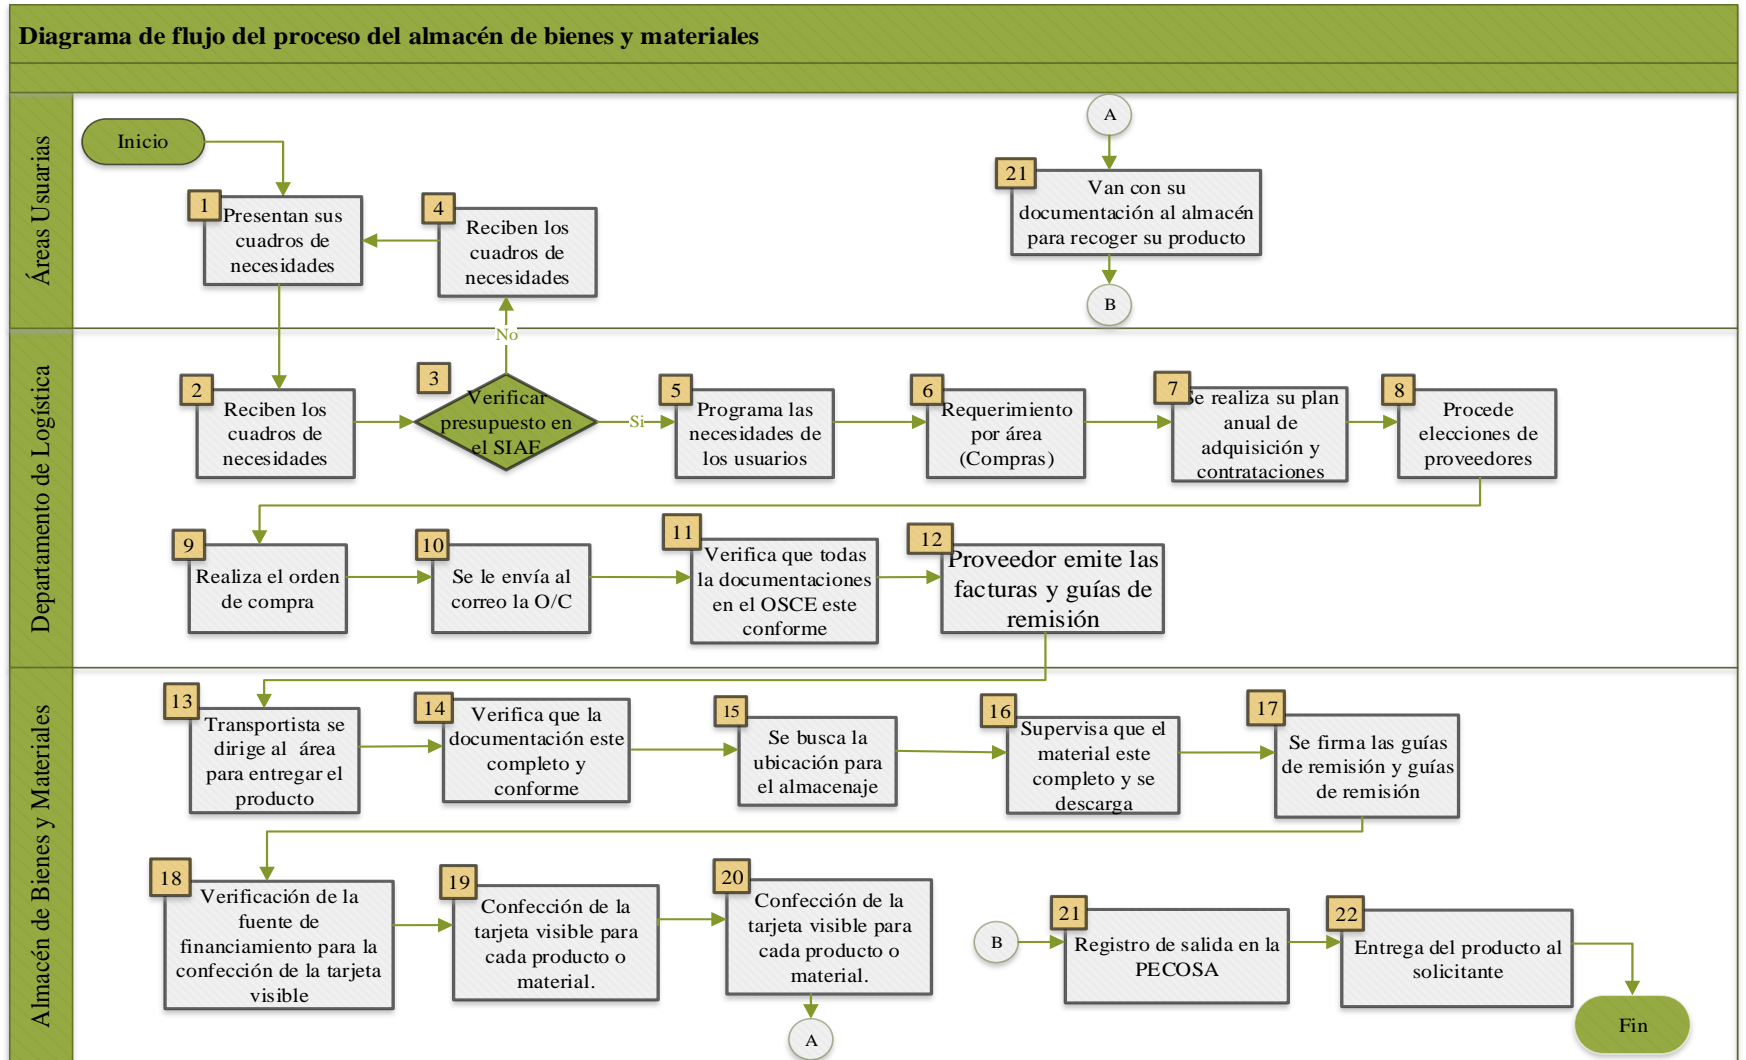 Diagrama de flujo del proceso del almacén de bienes y materiales
Áreas Usuarias
Inicio
1
Presentan sus
cuadros de
necesidades
4
Reciben los
cuadros de
necesidades
A
21
Van con su
documentación al almacén
para recoger su producto
B
Departamento de Logística
2
Reciben los
cuadros de
necesidades
3
Verificar
presupuesto en
el SIAF
No
Si
5
Programa las
necesidades de
los usuarios
6
Requerimiento
por área
(Compras)
7
Se realiza su plan
anual de
adquisición y
contrataciones
8
Procede
elecciones de
proveedores
9
Realiza el orden
de compra
10
Se le envía al
correo la O/C
11
Verifica que todas
la documentaciones
en el OSCE este
conforme
12
Proveedor emite las
facturas y guías de
remisión
Almacén de Bienes y Materiales
13
Transportista se
dirige al área
para entregar el
producto
14
Verifica que la
documentación este
completo y
conforme
15
Se busca la
ubicación para
el almacenaje
16
Supervisa que el
material este
completo y se
descarga
17
Se firma las guías
de remisión y guías
de remisión
18
Verificación de la
fuente de
financiamiento para la
confección de la tarjeta
visible
19
Confección de la
tarjeta visible para
cada producto o
material.
20
Confección de la
tarjeta visible para
cada producto o
material.
A
B
21
Registro de salida en la
PECOSA
22
Entrega del producto al
solicitante
Fin